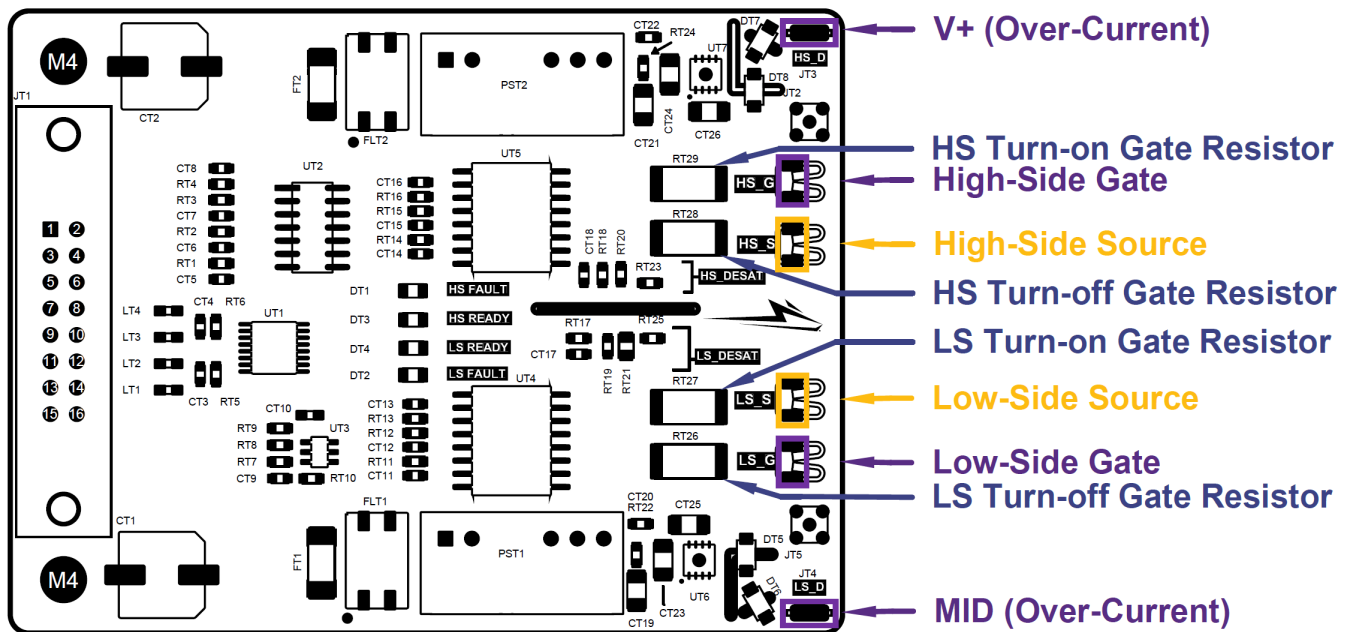 V+ (Over-Current)
HS Turn-on Gate Resistor
High-Side Gate
High-Side Source
HS Turn-off Gate Resistor
LS Turn-on Gate Resistor
Low-Side Source
Low-Side Gate
LS Turn-off Gate Resistor
MID (Over-Current)
M4
JT1
CT2
FT2
FLT2
PST2
CT22
RT24
CT21
CT24
UT7
CT26
DT7
DT8
HS_D
JT3
JT2
CT8
RT4
RT3
CT7
RT2
CT6
RT1
CT5
UT2
CT16
RT16
RT15
CT15
RT14
CT14
UT5
RT29
HS_G
RT28
HS_S
CT18
RT18
RT20
RT23
HS_DESAT
1 2
3 4
5 6
7 8
9 10
11 12
13 14
15 16
LT4
LT3
LT2
LT1
CT4
RT6
UT1
CT3
RT5
DT1
HS FAULT
DT3
HS READY
DT4
LS READY
DT2
LS FAULT
RT17
CT17
RT19
RT21
RT25
LS_DESAT
RT27
LS_S
RT26
LS_G
CT10
RT9
RT8
RT7
CT9
UT3
RT10
CT13
RT13
RT12
CT12
RT11
CT11
UT4
CT1
M4
FT1
FLT1
PST1
CT20
RT22
CT25
CT19
CT23
UT6
DT5
DT6
JT5
JT4
LS_D